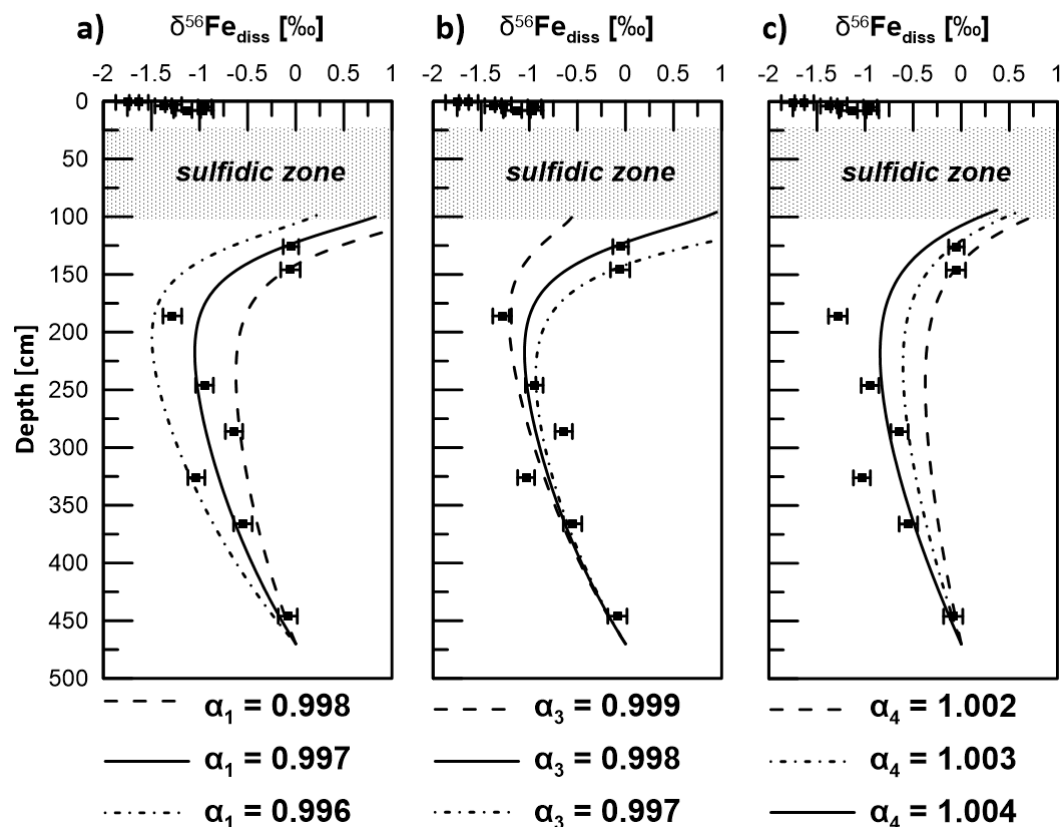 a) δ⁵⁶Fe_diss [‰] b) δ⁵⁶Fe_diss [‰] c) δ⁵⁶Fe_diss [‰]
-2 -1.5 -1 -0.5 0 0.5 1 -2 -1.5 -1 -0.5 0 0.5 1 -2 -1.5 -1 -0.5 0 0.5 1
0
50
sulfidic zone sulfidic zone sulfidic zone
100
150
200
250
Depth [cm]
300
350
400
450
500
α₁ = 0.998 α₃ = 0.999 α₄ = 1.002
α₁ = 0.997 α₃ = 0.998 α₄ = 1.003
α₁ = 0.996 α₃ = 0.997 α₄ = 1.004